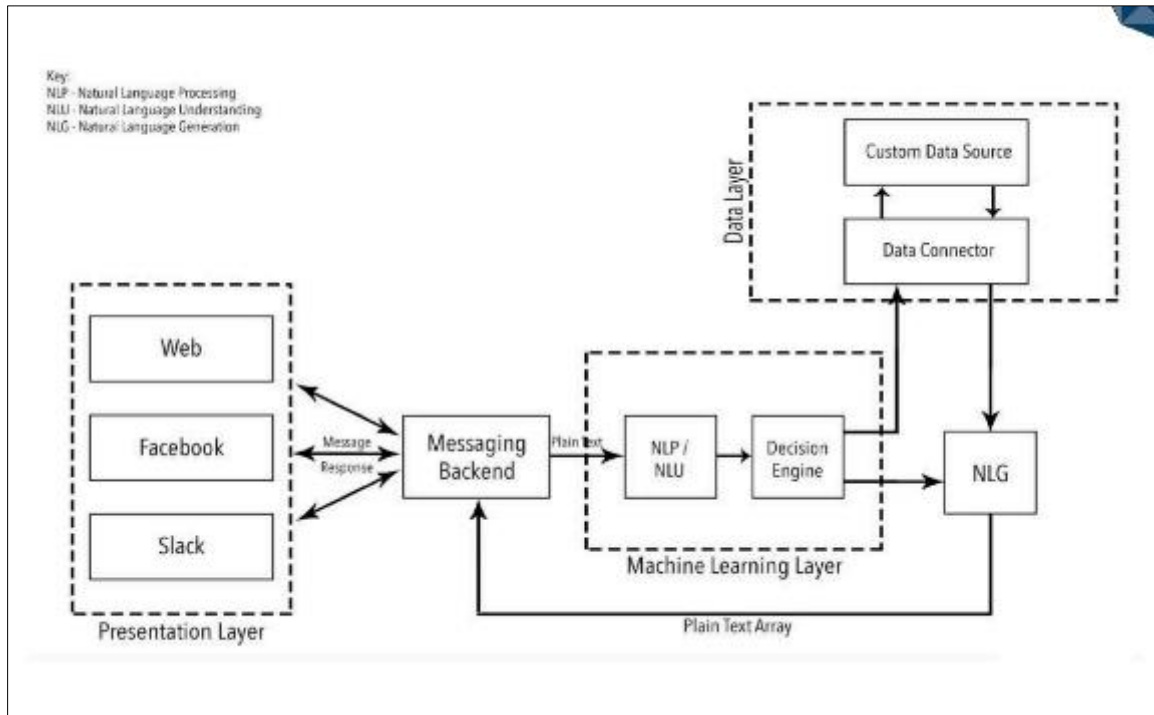 Key:
NLP - Natural Language Processing
NLU - Natural Language Understanding
NLG - Natural Language Generation
Custom Data Source
Data Layer
Data Connector
Web
Facebook
Slack
Presentation Layer
Message
Response
Messaging
Backend
Plain Text
NLP /
NLU
Decision
Engine
Machine Learning Layer
NLG
Plain Text Array